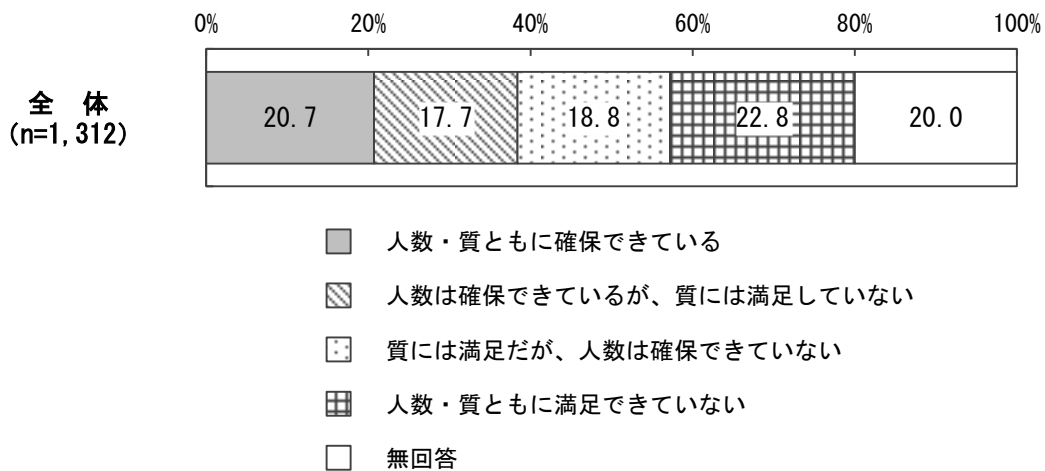 0% 20% 40% 60% 80% 100%
全 体
(n=1,312)
20.7 17.7 18.8 22.8 20.0
人数・質ともに確保できている
人数は確保できているが、質には満足していない
質には満足だが、人数は確保できていない
人数・質ともに満足できていない
無回答